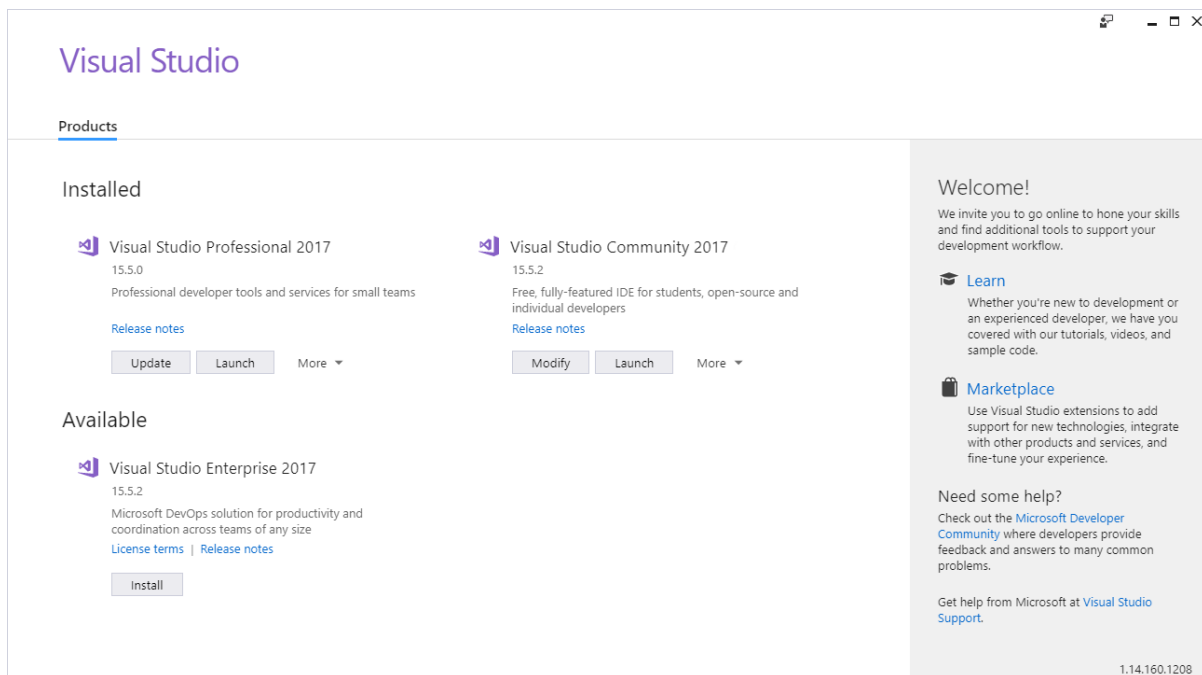 Visual Studio
Products
Installed
Visual Studio Professional 2017
15.5.0
Professional developer tools and services for small teams
Release notes
Update
Launch
More
Visual Studio Community 2017
15.5.2
Free, fully-featured IDE for students, open-source and
individual developers
Release notes
Modify
Launch
More
Available
Visual Studio Enterprise 2017
15.5.2
Microsoft DevOps solution for productivity and
coordination across teams of any size
License terms | Release notes
Install
Welcome!
We invite you to go online to hone your skills
and find additional tools to support your
development workflow.
Learn
Whether you're new to development or
an experienced developer, we have you
covered with our tutorials, videos, and
sample code.
Marketplace
Use Visual Studio extensions to add
support for new technologies, integrate
with other products and services, and
fine-tune your experience.
Need some help?
Check out the Microsoft Developer
Community where developers provide
feedback and answers to many common
problems.
Get help from Microsoft at Visual Studio
Support.
1.14.160.1208